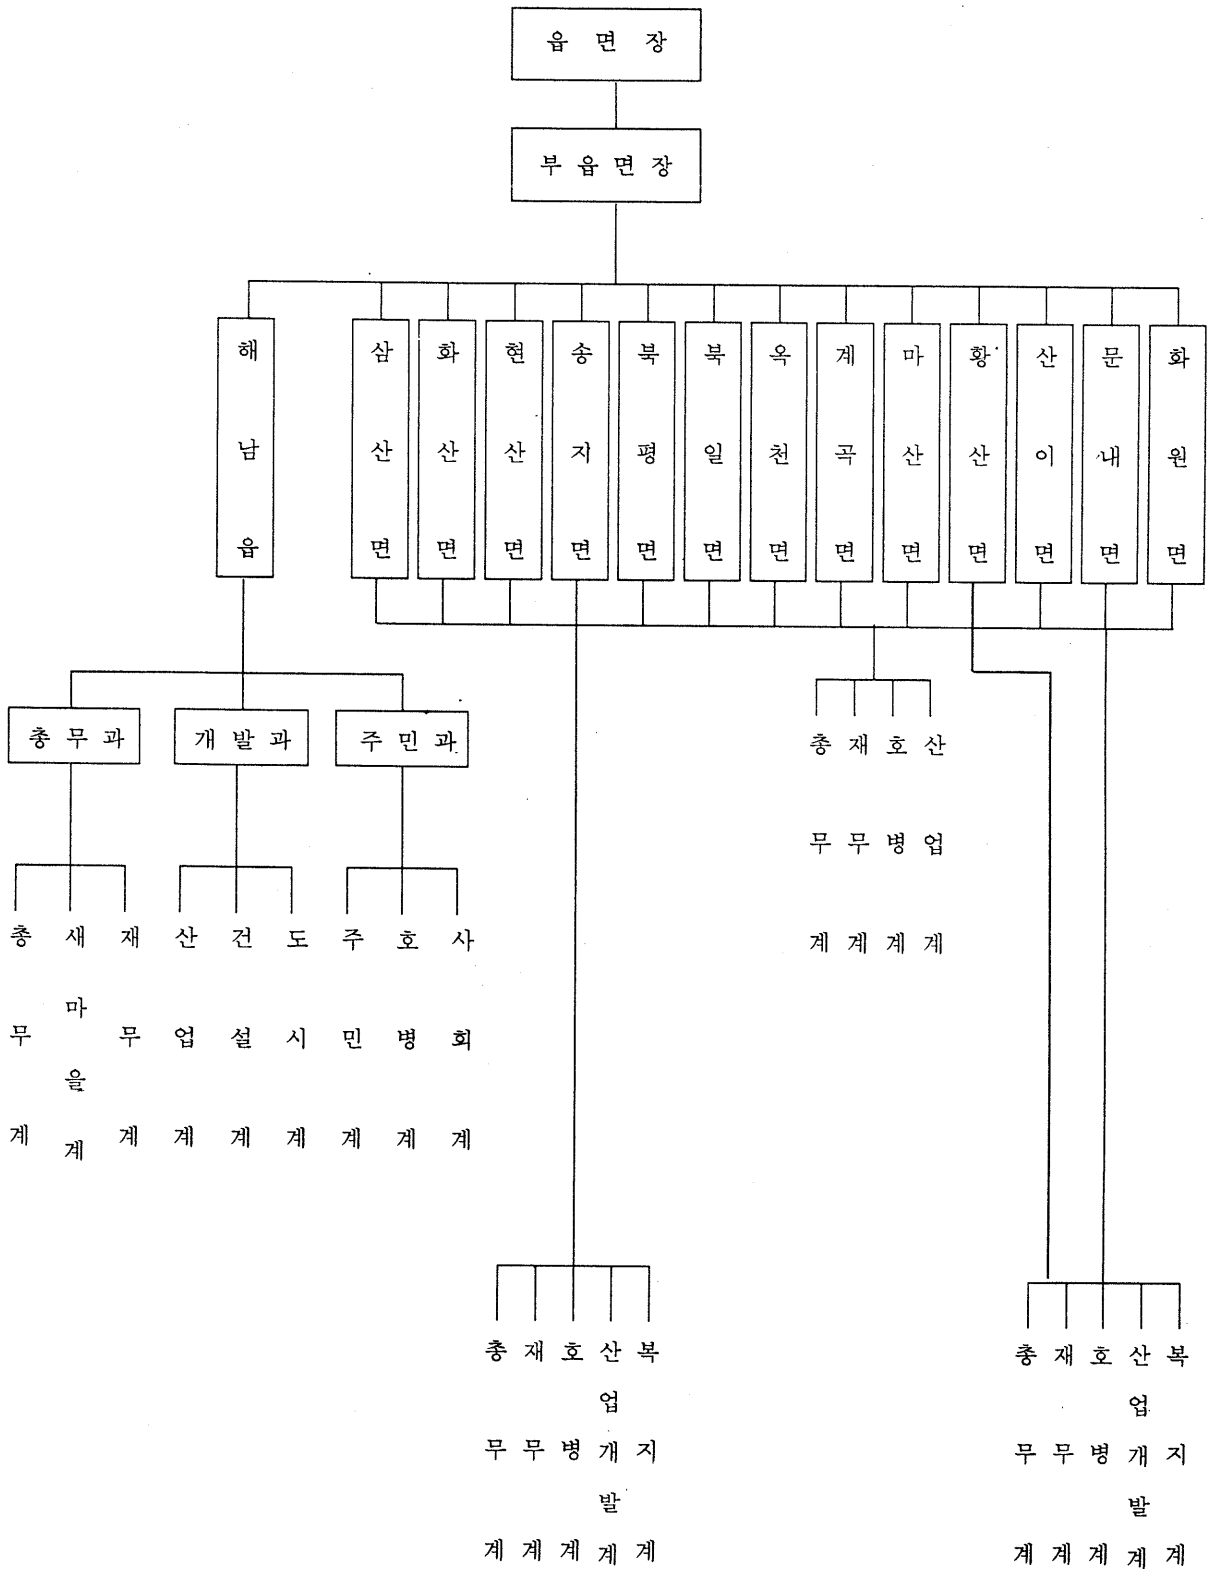 읍면장
부읍면장
해남읍
삼산면
화산면
현산면
송지면
북평면
북일면
옥천면
계곡면
마산면
황산면
산이면
문내면
화원면
총무과
개발과
주민과
총무계
새마을계
재무계
산업계
건설계
도시계
주민계
호병계
사회계
총무계
재무계
호병계
산업계
총무계
재무계
호병계
산업개발계
복지계
총무계
재무계
호병계
산업개발계
복지계